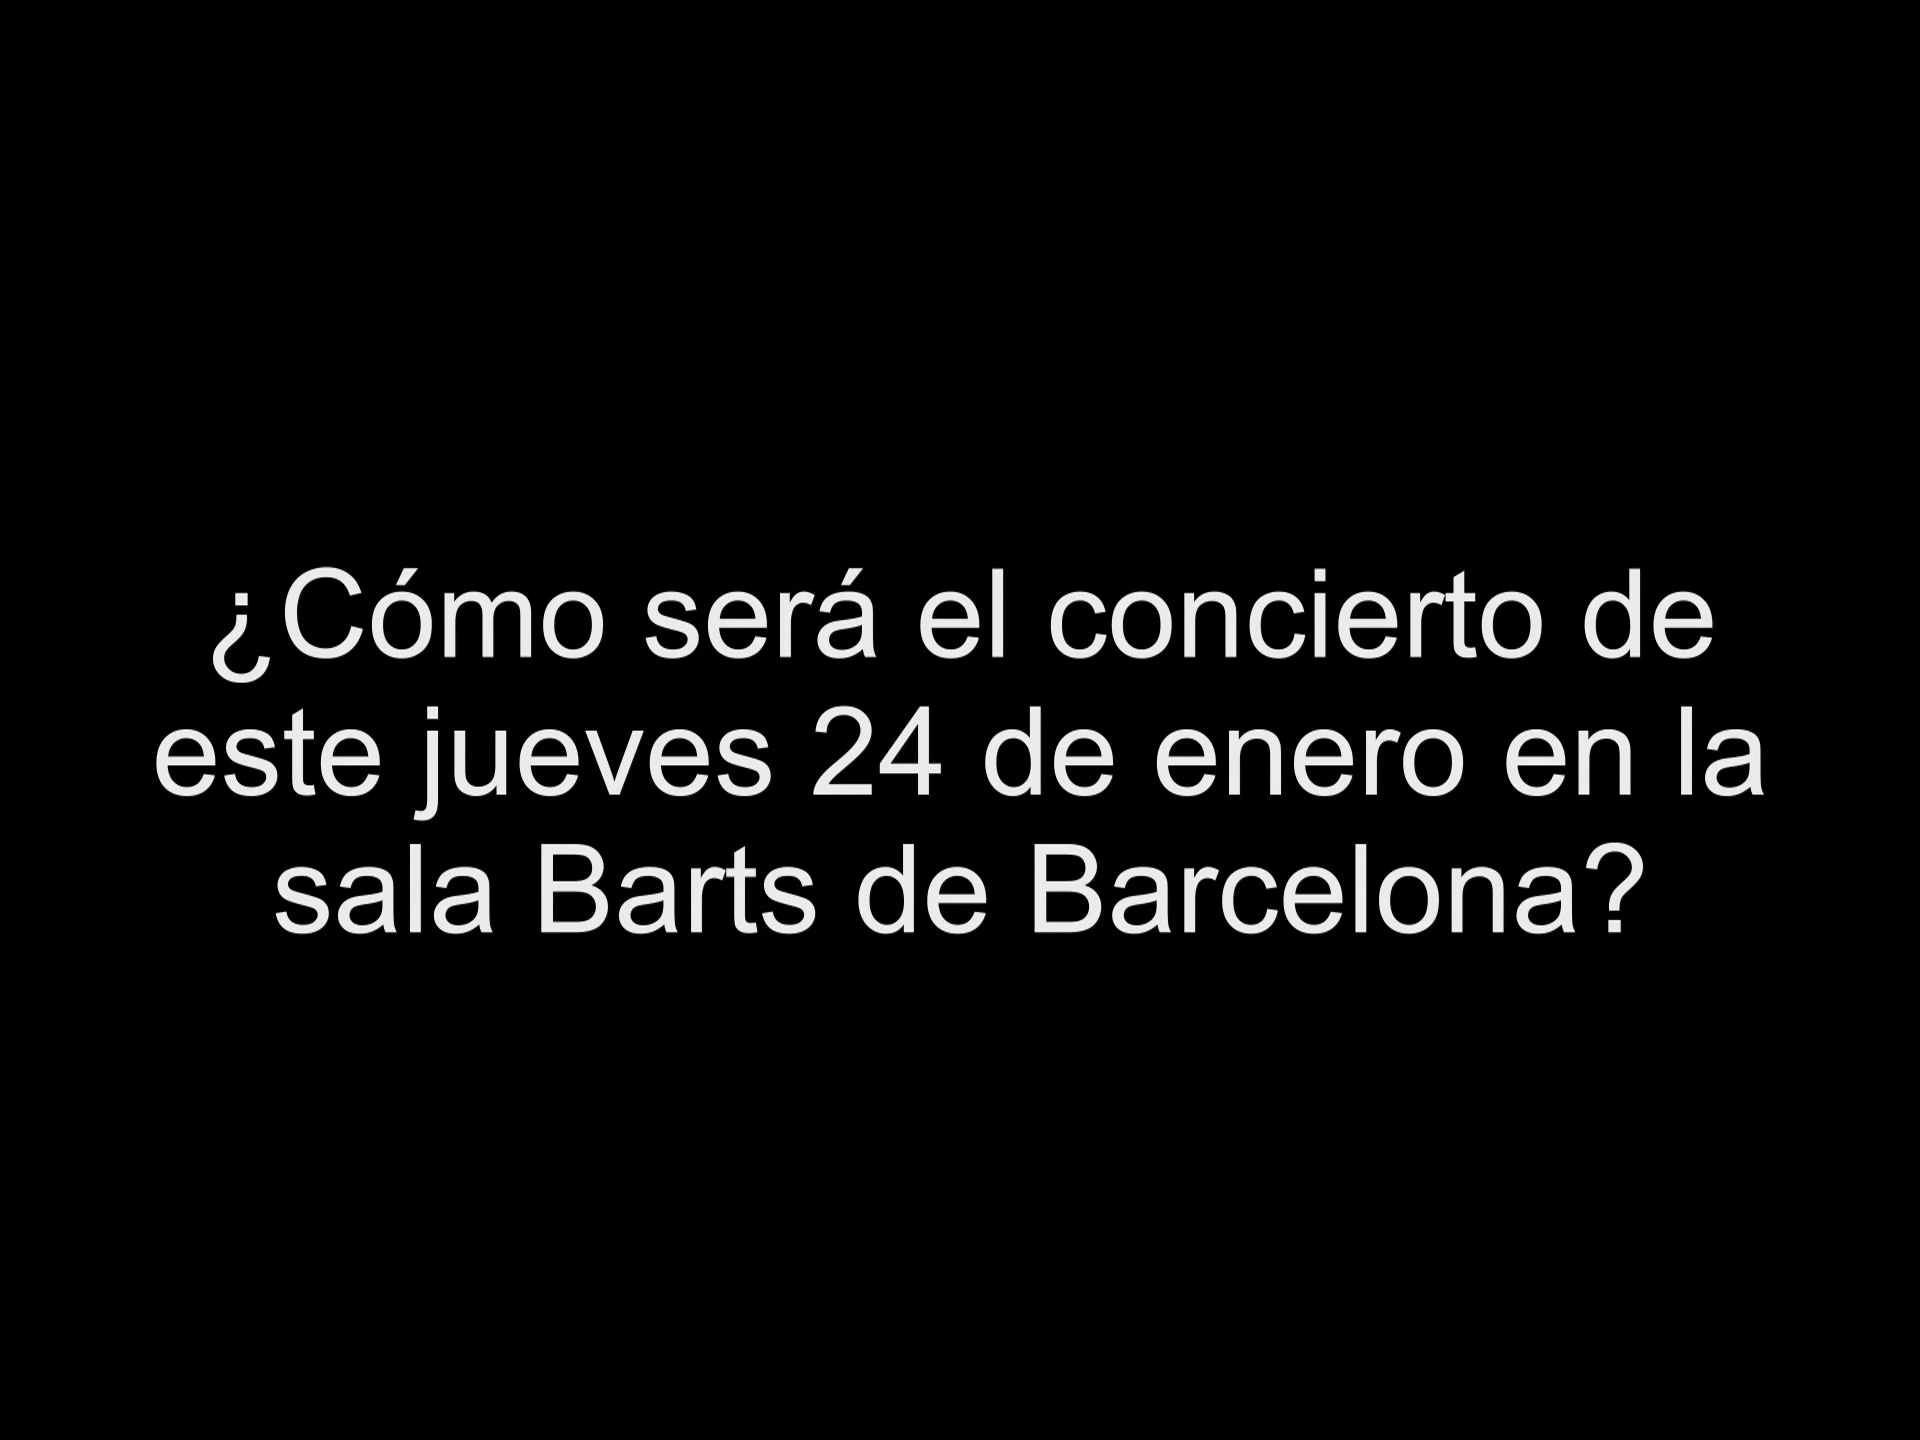 ¿Cómo será el concierto de
este jueves 24 de enero en la
sala Barts de Barcelona?